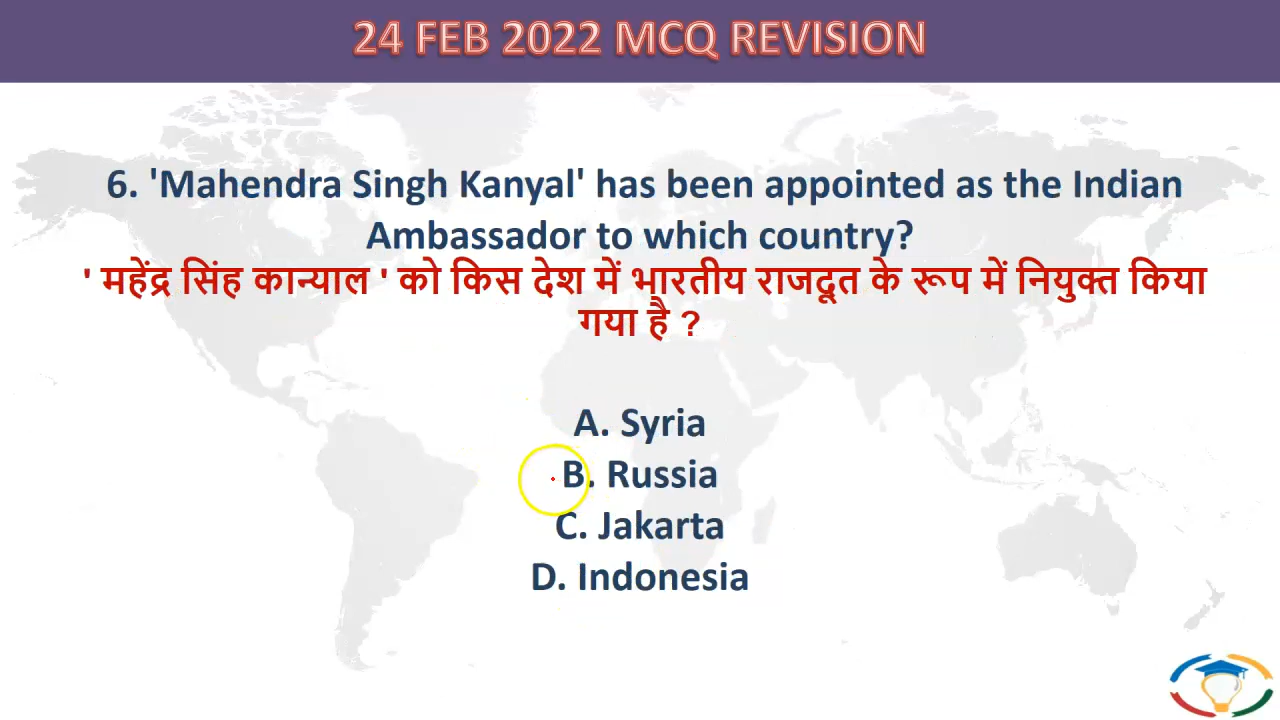 24 FEB 2022 MCQ REVISION
6. 'Mahendra Singh Kanyal' has been appointed as the Indian
Ambassador to which country?
' महेंद्र सिंह कान्याल ' को किस देश में भारतीय राजदूत के रूप में नियुक्त किया
गया है ?
A. Syria
B. Russia
C. Jakarta
D. Indonesia